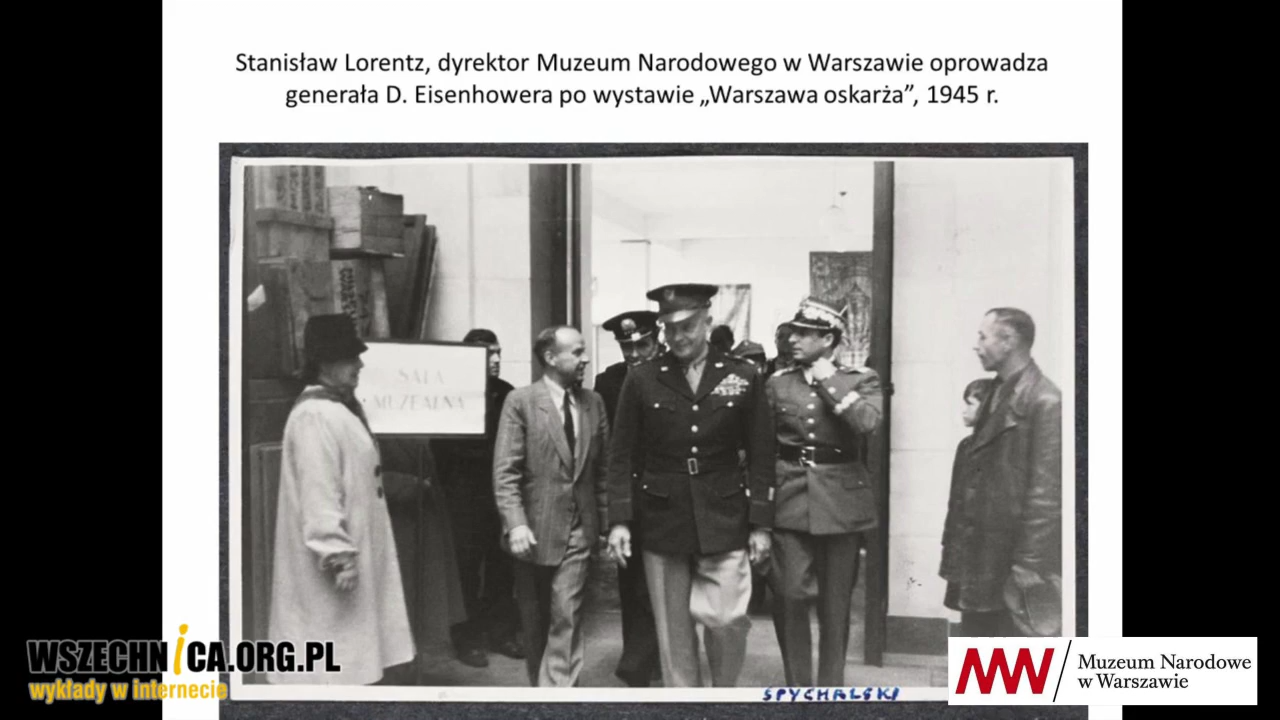 Stanisław Lorentz, dyrektor Muzeum Narodowego w Warszawie oprowadza
generała D. Eisenhowera po wystawie „Warszawa oskarża”, 1945 r.
SALA
MUZEALNA
SPYCHALSKI
WSZECHNiCA.ORG.PL
wykłady w internecie
MNW
Muzeum Narodowe
w Warszawie